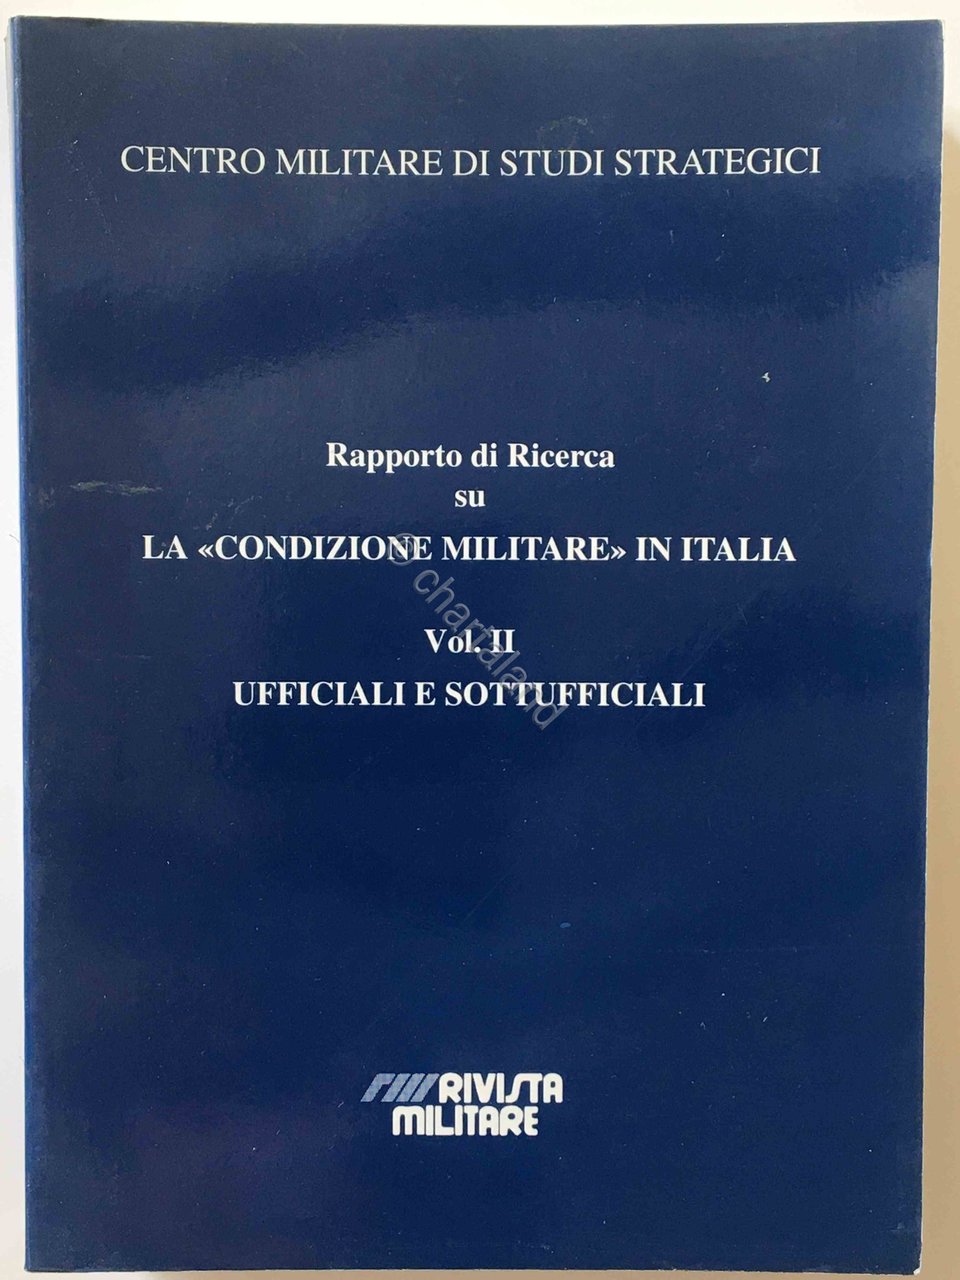 CENTRO MILITARE DI STUDI STRATEGICI
Rapporto di Ricerca
su
LA «CONDIZIONE MILITARE» IN ITALIA
Vol. II
UFFICIALI E SOTTUFFICIALI
© chartaland
RIVISTA
MILITARE